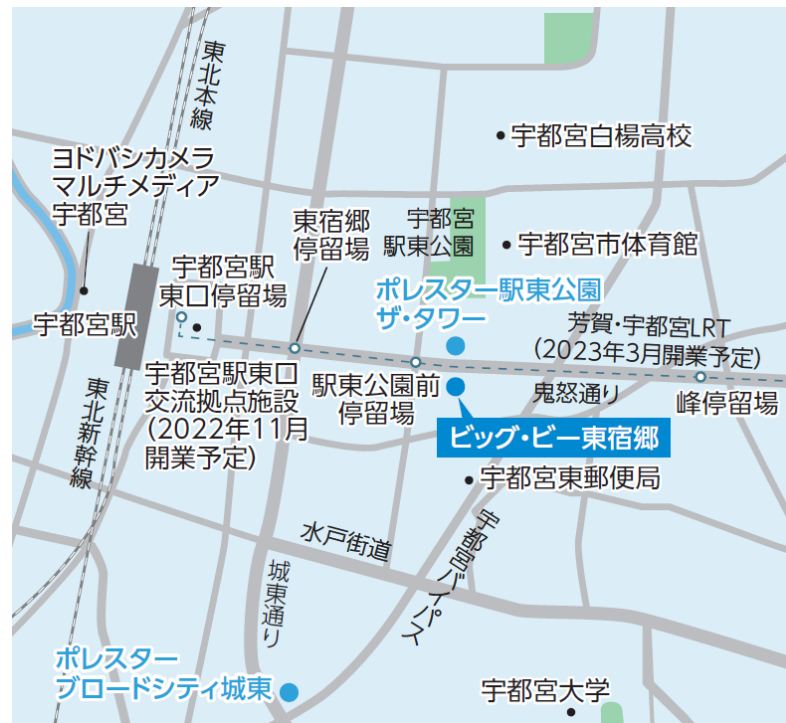 東北本線
宇都宮白楊高校
ヨドバシカメラ
マルチメディア
宇都宮
東宿郷
停留場
宇都宮
駅東公園
宇都宮市体育館
宇都宮駅
東口停留場
ポレスター駅東公園
ザ・タワー
宇都宮駅
芳賀・宇都宮LRT
(2023年3月開業予定)
宇都宮駅東口
交流拠点施設
(2022年11月
開業予定)
駅東公園前
停留場
鬼怒通り
峰停留場
東北新幹線
ビッグ・ビー東宿郷
宇都宮東郵便局
水戸街道
宇都宮バイパス
城東通り
ポレスター
ブロードシティ城東
宇都宮大学